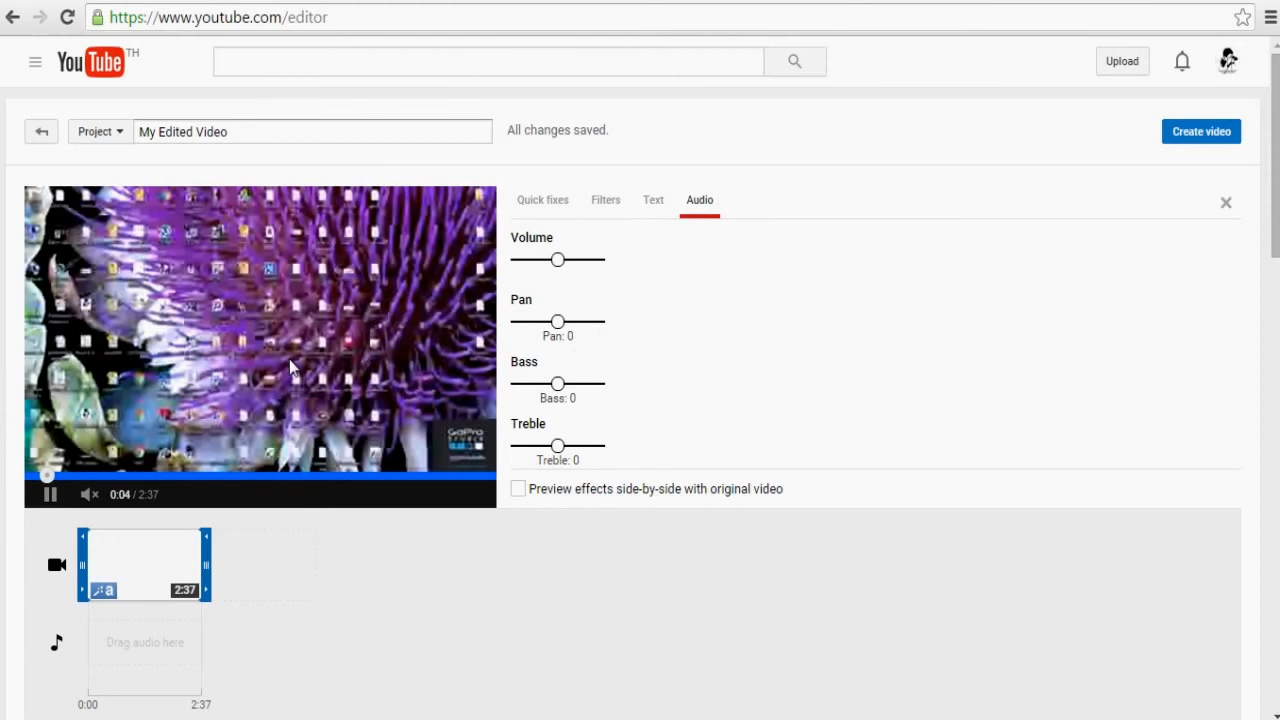 https://www.youtube.com/editor
YouTube TH
Upload
Project
My Edited Video
All changes saved.
Create video
Quick fixes
Filters
Text
Audio
Volume
Pan
Pan: 0
Bass
Bass: 0
Treble
Treble: 0
GoPro
STUDIO
Preview effects side-by-side with original video
0:04 / 2:37
a
2:37
Drag audio here
0:00
2:37